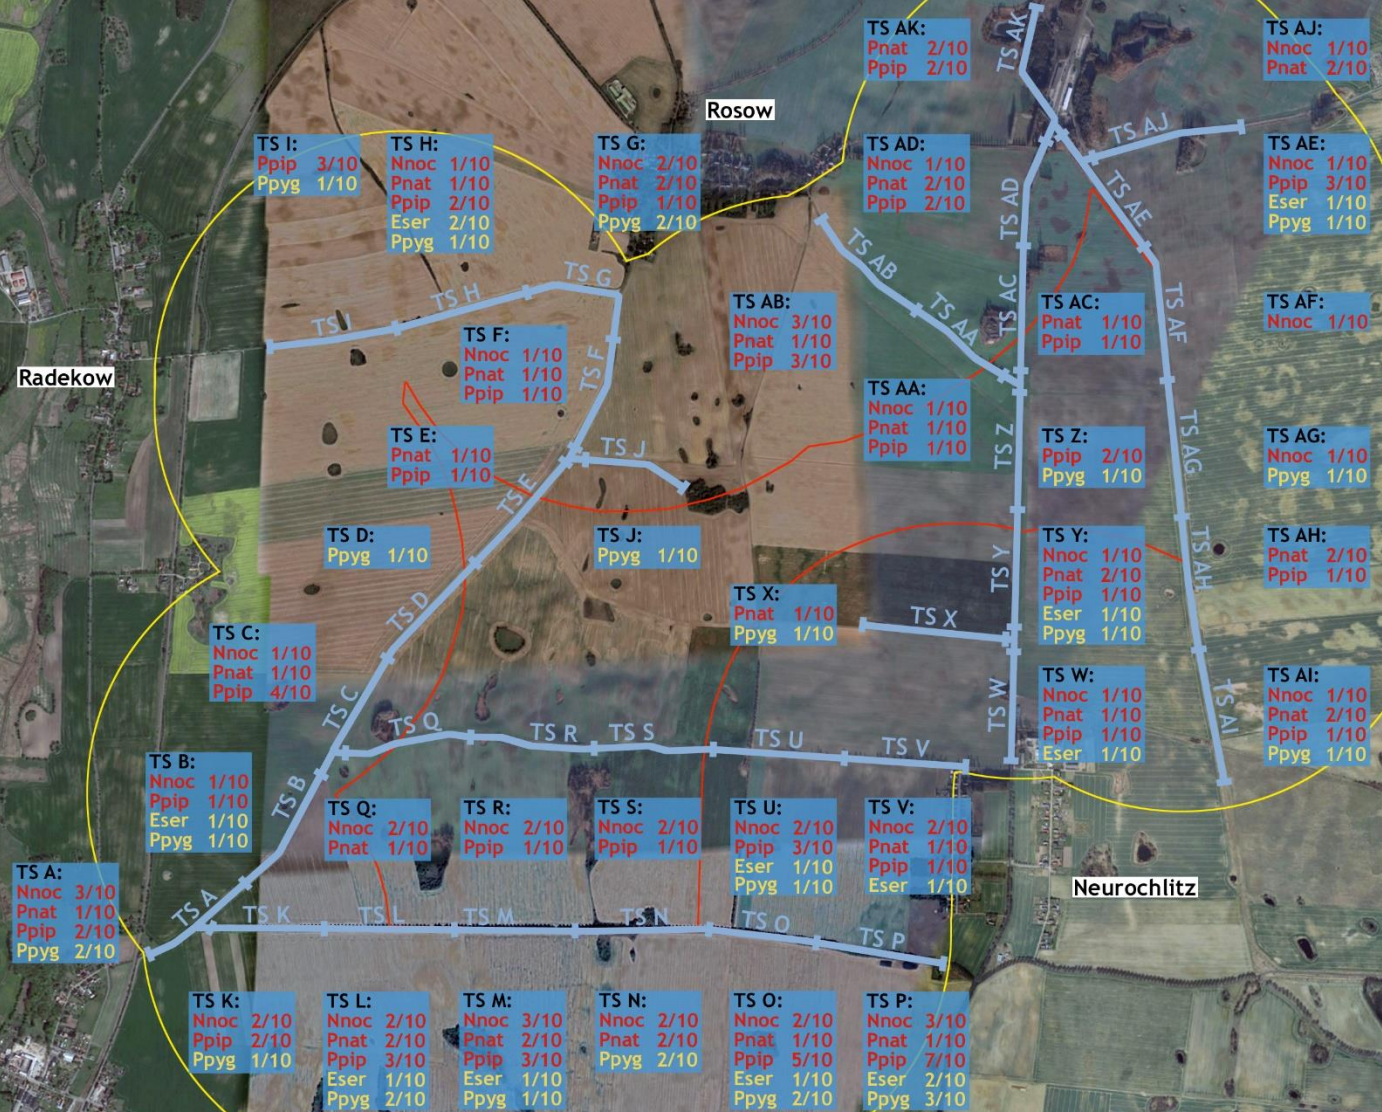 TS AK:
Pnat 2/10
Ppip 2/10
TS AJ:
Nnoc 1/10
Pnat 2/10
TS AK
Rosow
TS AJ
TS I:
Ppip 3/10
Ppyg 1/10
TS H:
Nnoc 1/10
Pnat 1/10
Ppip 2/10
Eser 2/10
Ppyg 1/10
TS G:
Nnoc 2/10
Pnat 2/10
Ppip 1/10
Ppyg 2/10
TS AD:
Nnoc 1/10
Pnat 2/10
Ppip 2/10
TS AE:
Nnoc 1/10
Ppip 3/10
Eser 1/10
Ppyg 1/10
TS AD
TS AE
TS AB
TS G
TS H
TS I
TS AA
TS AC
TS AF
TS AB:
Nnoc 3/10
Pnat 1/10
Ppip 3/10
TS AC:
Pnat 1/10
Ppip 1/10
TS AF:
Nnoc 1/10
TS F:
Nnoc 1/10
Pnat 1/10
Ppip 1/10
TS F
Radekow
TS AA:
Nnoc 1/10
Pnat 1/10
Ppip 1/10
TS E:
Pnat 1/10
Ppip 1/10
TS J
TS Z
TS Z:
Ppip 2/10
Ppyg 1/10
TS AG
TS AG:
Nnoc 1/10
Ppyg 1/10
TS E
TS D:
Ppyg 1/10
TS J:
Ppyg 1/10
TS Y
TS Y:
Nnoc 1/10
Pnat 2/10
Ppip 1/10
Eser 1/10
Ppyg 1/10
TS AH
TS AH:
Pnat 2/10
Ppip 1/10
TS D
TS X:
Pnat 1/10
Ppyg 1/10
TS X
TS C:
Nnoc 1/10
Pnat 1/10
Ppip 4/10
TS C
TS W
TS W:
Nnoc 1/10
Pnat 1/10
Eser 1/10
TS AI
TS AI:
Nnoc 1/10
Pnat 2/10
Ppip 1/10
Ppyg 1/10
TS Q
TS R
TS S
TS U
TS V
TS B:
Nnoc 1/10
Ppip 1/10
Eser 1/10
Ppyg 1/10
TS B
TS Q:
Nnoc 2/10
Pnat 1/10
TS R:
Nnoc 2/10
Ppip 1/10
TS S:
Nnoc 2/10
Ppip 1/10
TS U:
Nnoc 2/10
Ppip 3/10
Eser 1/10
Ppyg 1/10
TS V:
Nnoc 2/10
Pnat 1/10
Ppip 1/10
Eser 1/10
Neurochlitz
TS A:
Nnoc 3/10
Pnat 1/10
Ppip 2/10
Ppyg 2/10
TS A
TS K
TS L
TS M
TS N
TS O
TS P
TS K:
Nnoc 2/10
Ppip 2/10
Ppyg 1/10
TS L:
Nnoc 2/10
Pnat 2/10
Ppip 3/10
Eser 1/10
Ppyg 2/10
TS M:
Nnoc 3/10
Pnat 2/10
Ppip 3/10
Eser 1/10
Ppyg 1/10
TS N:
Nnoc 2/10
Pnat 2/10
Ppyg 2/10
TS O:
Nnoc 2/10
Pnat 1/10
Ppip 5/10
Eser 1/10
Ppyg 2/10
TS P:
Nnoc 3/10
Pnat 1/10
Ppip 7/10
Eser 2/10
Ppyg 3/10